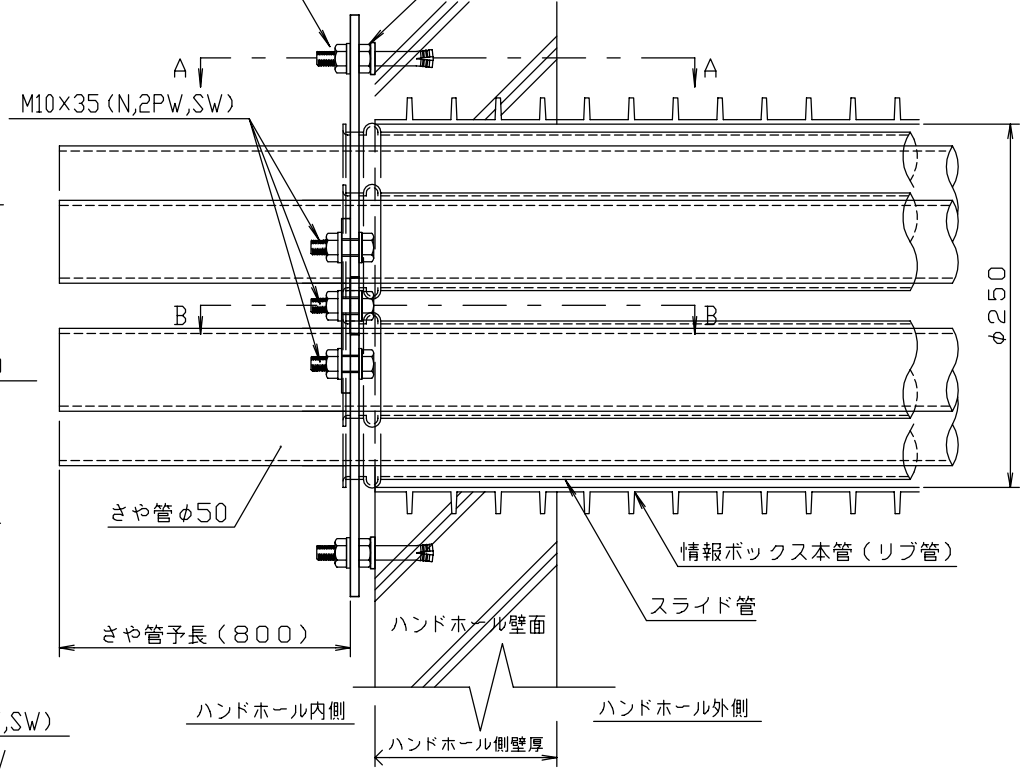 A
A
M10×35(N,2PW,SW)
B
B
φ250
さや管φ50
情報ボックス本管(リブ管)
スライド管
さや管予長(800)
ハンドホール壁面
ハンドホール内側
ハンドホール外側
,SW)
ハンドホール側壁厚